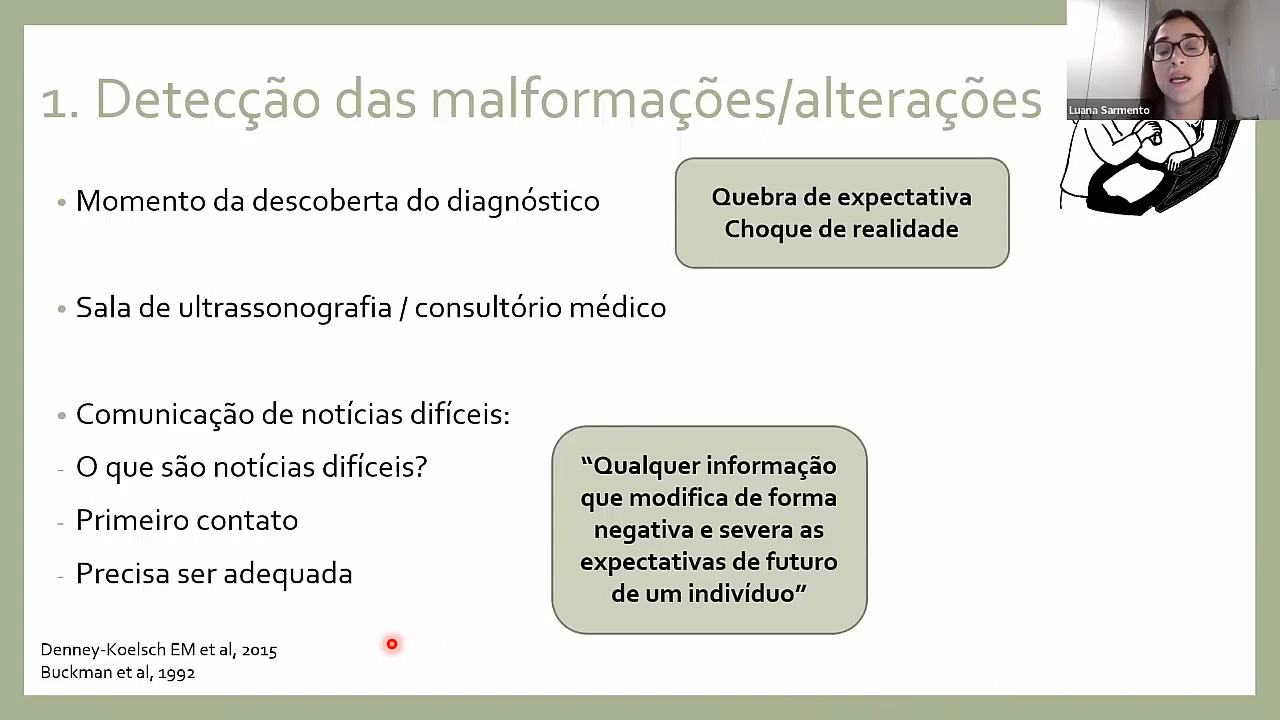 1. Detecção das malformações/alterações
Luana Sarmento
• Momento da descoberta do diagnóstico
Quebra de expectativa
Choque de realidade
• Sala de ultrassonografia / consultório médico
• Comunicação de notícias difíceis:
- O que são notícias difíceis?
- Primeiro contato
- Precisa ser adequada
“Qualquer informação
que modifica de forma
negativa e severa as
expectativas de futuro
de um indivíduo”
Denney-Koelsch EM et al, 2015
Buckman et al, 1992